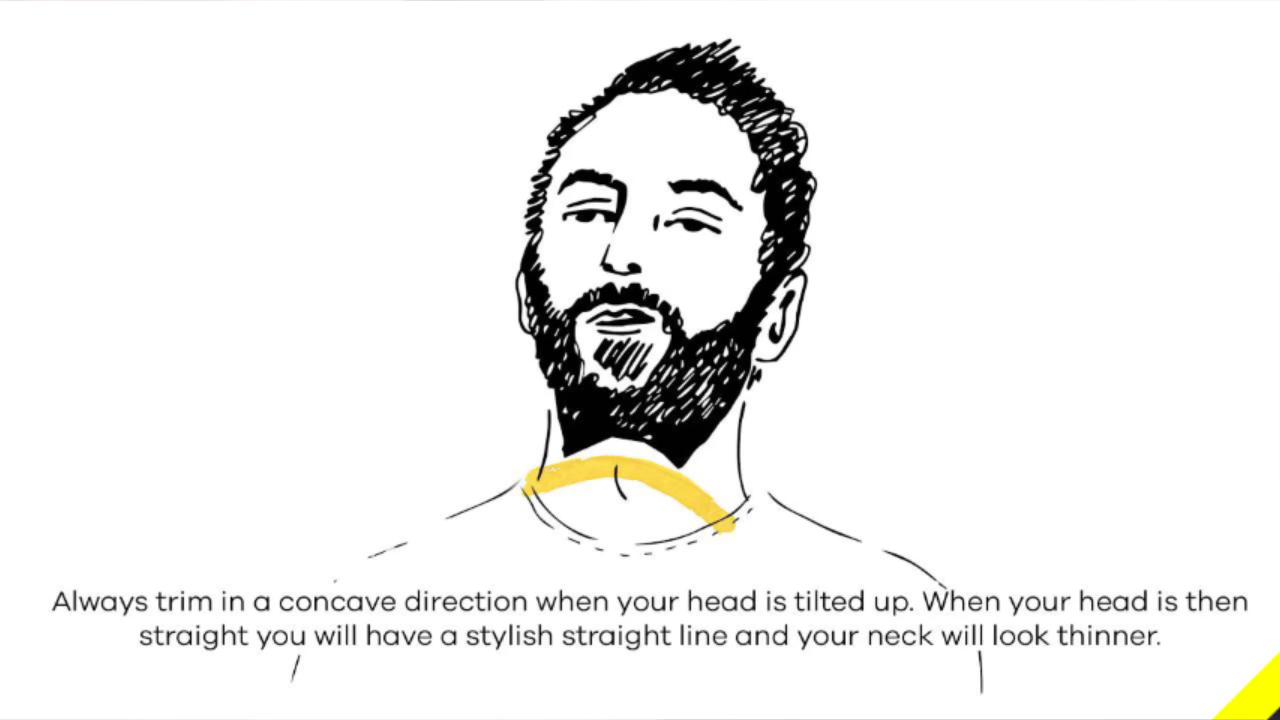 Always trim in a concave direction when your head is tilted up. When your head is then
straight you will have a stylish straight line and your neck will look thinner.